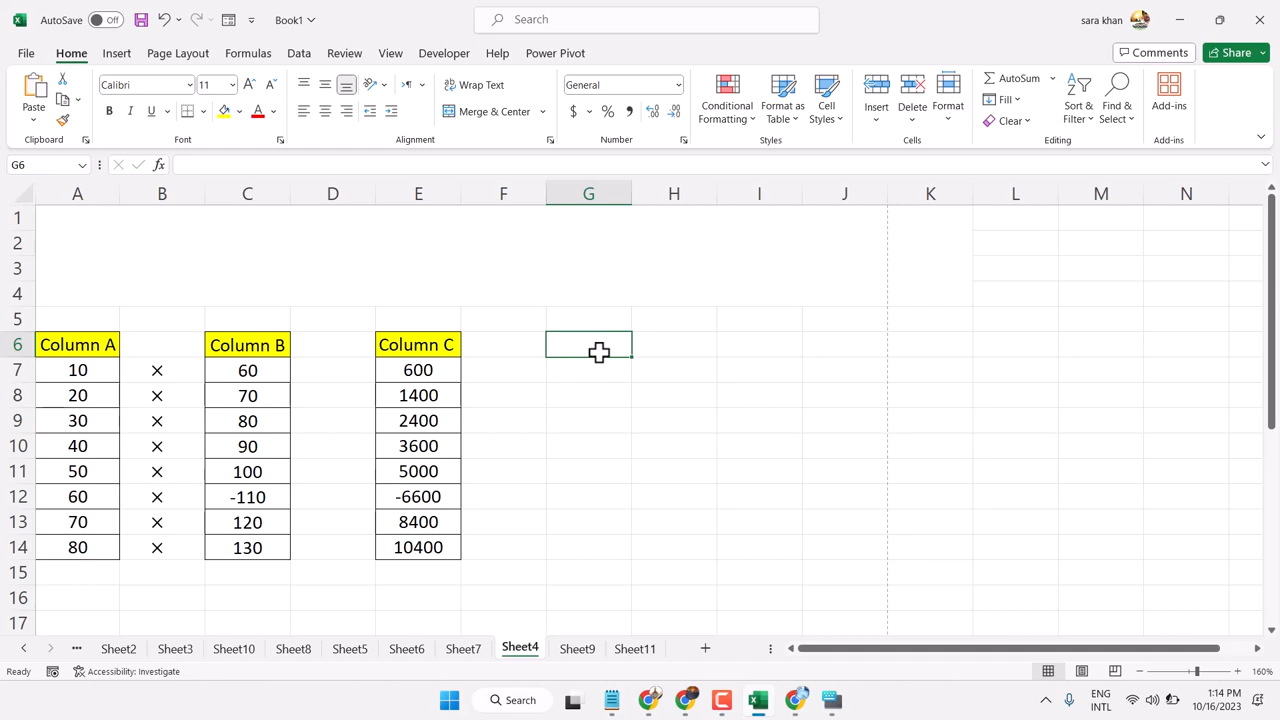 AutoSave Off Book1 Search sara khan
File Home Insert Page Layout Formulas Data Review View Developer Help Power Pivot Comments Share
Calibri 11 Wrap Text General AutoSum
Paste B I U Merge & Center $ % Conditional Formatting Format as Table Cell Styles Insert Delete Format Fill Clear Sort & Filter Find & Select Add-ins
Clipboard Font Alignment Number Styles Cells Editing Add-ins
G6 fx
A B C D E F G H I J K L M N
1
2
3
4
5
6 Column A Column B Column C
7 10 × 60 600
8 20 × 70 1400
9 30 × 80 2400
10 40 × 90 3600
11 50 × 100 5000
12 60 × -110 -6600
13 70 × 120 8400
14 80 × 130 10400
15
16
17
... Sheet2 Sheet3 Sheet10 Sheet8 Sheet5 Sheet6 Sheet7 Sheet4 Sheet9 Sheet11 +
Ready Accessibility: Investigate 160%
Search ENG INTL 1:14 PM 10/16/2023